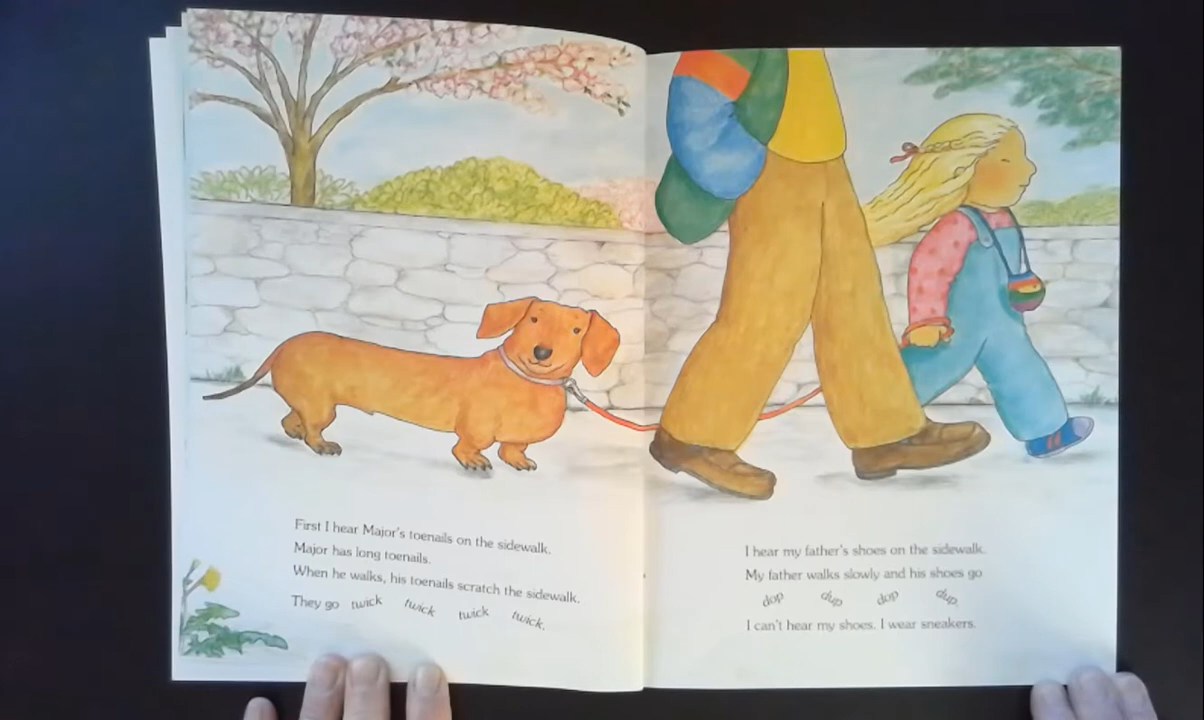 First I hear Major's toenails on the sidewalk.
Major has long toenails.
When he walks, his toenails scratch the sidewalk.
They go twick twick twick twick.
I hear my father's shoes on the sidewalk.
My father walks slowly and his shoes go
dop dup dop dup.
I can't hear my shoes. I wear sneakers.